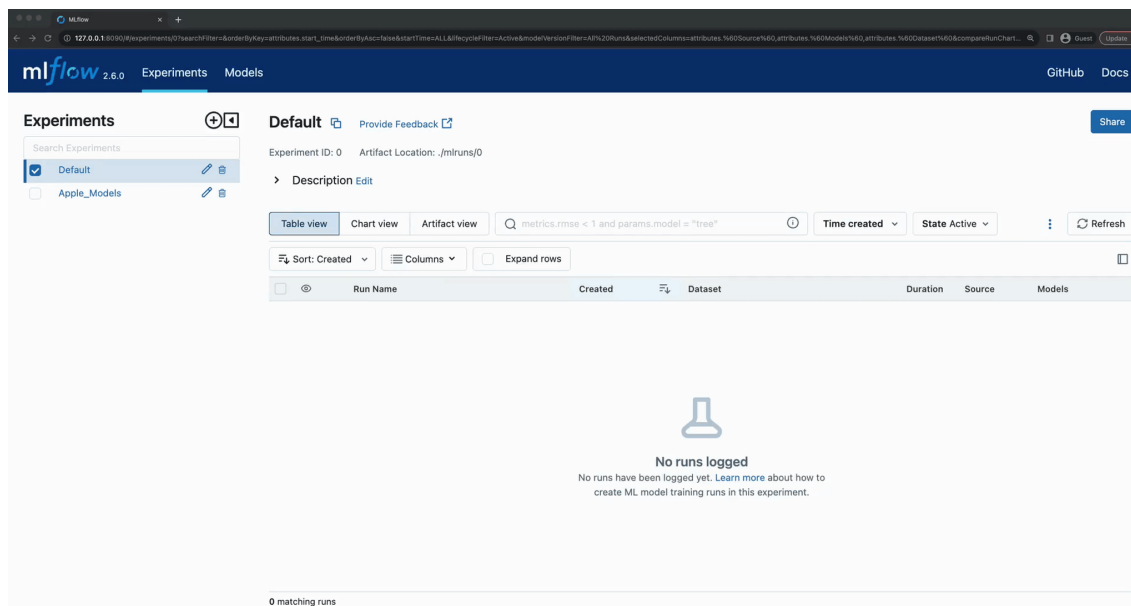 MLflow
127.0.0.1:8090/#/experiments/0?searchFilter=&orderByKey=attributes.start_time&orderByAsc=false&startTime=ALL&lifecycleFilter=Active&modelVersionFilter=All%20Runs&selectedColumns=attributes.%60Source%60,attributes.%60Models%60,attributes.%60Dataset%60&compareRunChart... Guest Update
mlflow 2.6.0 Experiments Models GitHub Docs
Experiments
Search Experiments
Default
Apple_Models
Default Provide Feedback Share
Experiment ID: 0 Artifact Location: ./mlruns/0
Description Edit
Table view Chart view Artifact view metrics.rmse < 1 and params.model = "tree" Time created State Active Refresh
Sort: Created Columns Expand rows
Run Name Created Dataset Duration Source Models
No runs logged
No runs have been logged yet. Learn more about how to
create ML model training runs in this experiment.
0 matching runs